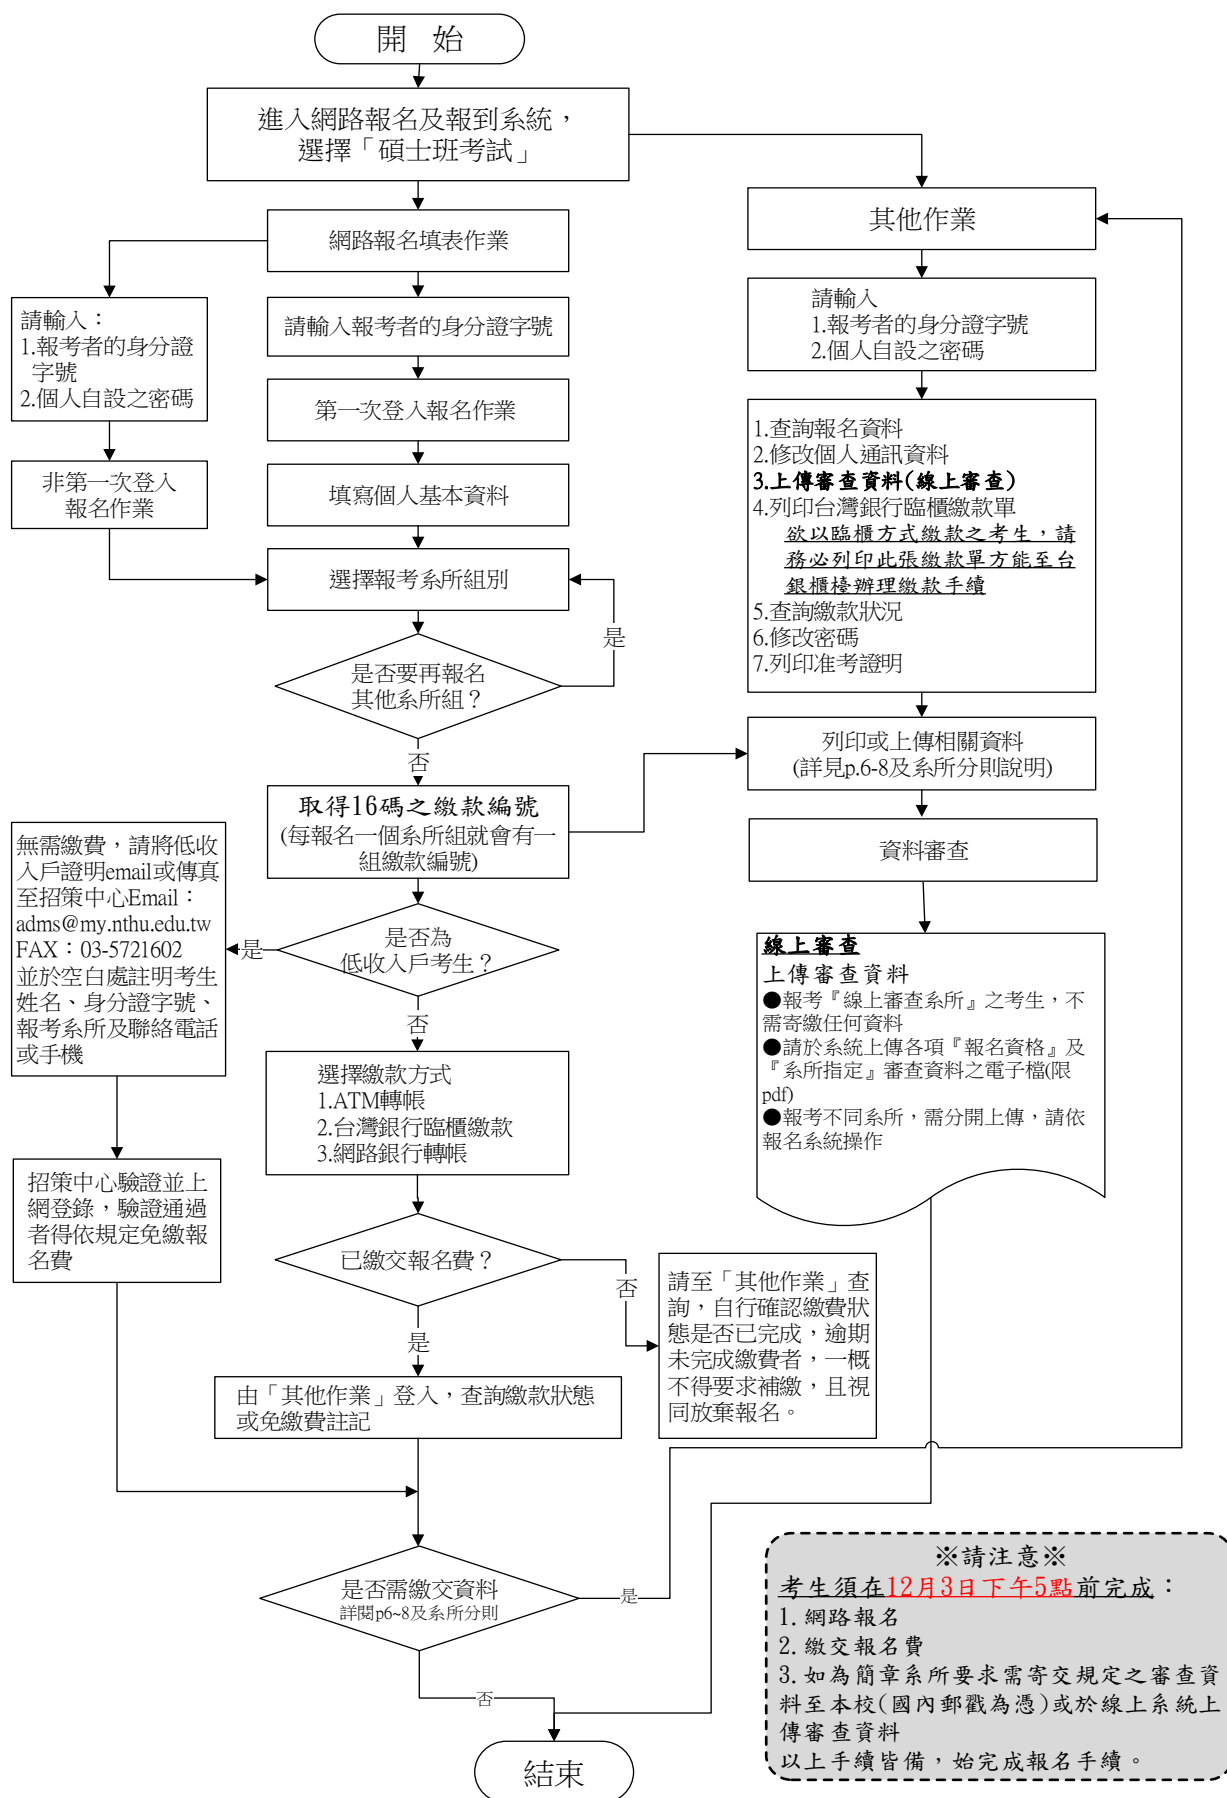 開 始
進入網路報名及報到系統，
選擇「碩士班考試」
網路報名填表作業
其他作業
請輸入：
1.報考者的身分證
字號
2.個人自設之密碼
請輸入報考者的身分證字號
請輸入
1.報考者的身分證字號
2.個人自設之密碼
第一次登入報名作業
非第一次登入
報名作業
填寫個人基本資料
選擇報考系所組別
是
是否要再報名
其他系所組？
否
1.查詢報名資料
2.修改個人通訊資料
3.上傳審查資料(線上審查)
4.列印台灣銀行臨櫃繳款單
欲以臨櫃方式繳款之考生，請
務必列印此張繳款單方能至台
銀櫃檯辦理繳款手續
5.查詢繳款狀況
6.修改密碼
7.列印准考證明
列印或上傳相關資料
(詳見p.6-8及系所分則說明)
取得16碼之繳款編號
(每報名一個系所組就會有一
組繳款編號)
資料審查
無需繳費，請將低收
入戶證明email或傳真
至招策中心Email：
adms@my.nthu.edu.tw
FAX：03-5721602
並於空白處註明考生
姓名、身分證字號、
報考系所及聯絡電話
或手機
是
是否為
低收入戶考生？
否
線上審查
上傳審查資料
●報考『線上審查系所』之考生，不
需寄繳任何資料
●請於系統上傳各項『報名資格』及
『系所指定』審查資料之電子檔(限
pdf)
●報考不同系所，需分開上傳，請依
報名系統操作
選擇繳款方式
1.ATM轉帳
2.台灣銀行臨櫃繳款
3.網路銀行轉帳
招策中心驗證並上
網登錄，驗證通過
者得依規定免繳報
名費
已繳交報名費？
否
是
請至「其他作業」查
詢，自行確認繳費狀
態是否已完成，逾期
未完成繳費者，一概
不得要求補繳，且視
同放棄報名。
由「其他作業」登入，查詢繳款狀態
或免繳費註記
是否需繳交資料
詳閱p6~8及系所分則
是
否
結束
※請注意※
考生須在12月3日下午5點前完成：
1. 網路報名
2. 繳交報名費
3. 如為簡章系所要求需寄交規定之審查資
料至本校(國內郵戳為憑)或於線上系統上
傳審查資料
以上手續皆備，始完成報名手續。